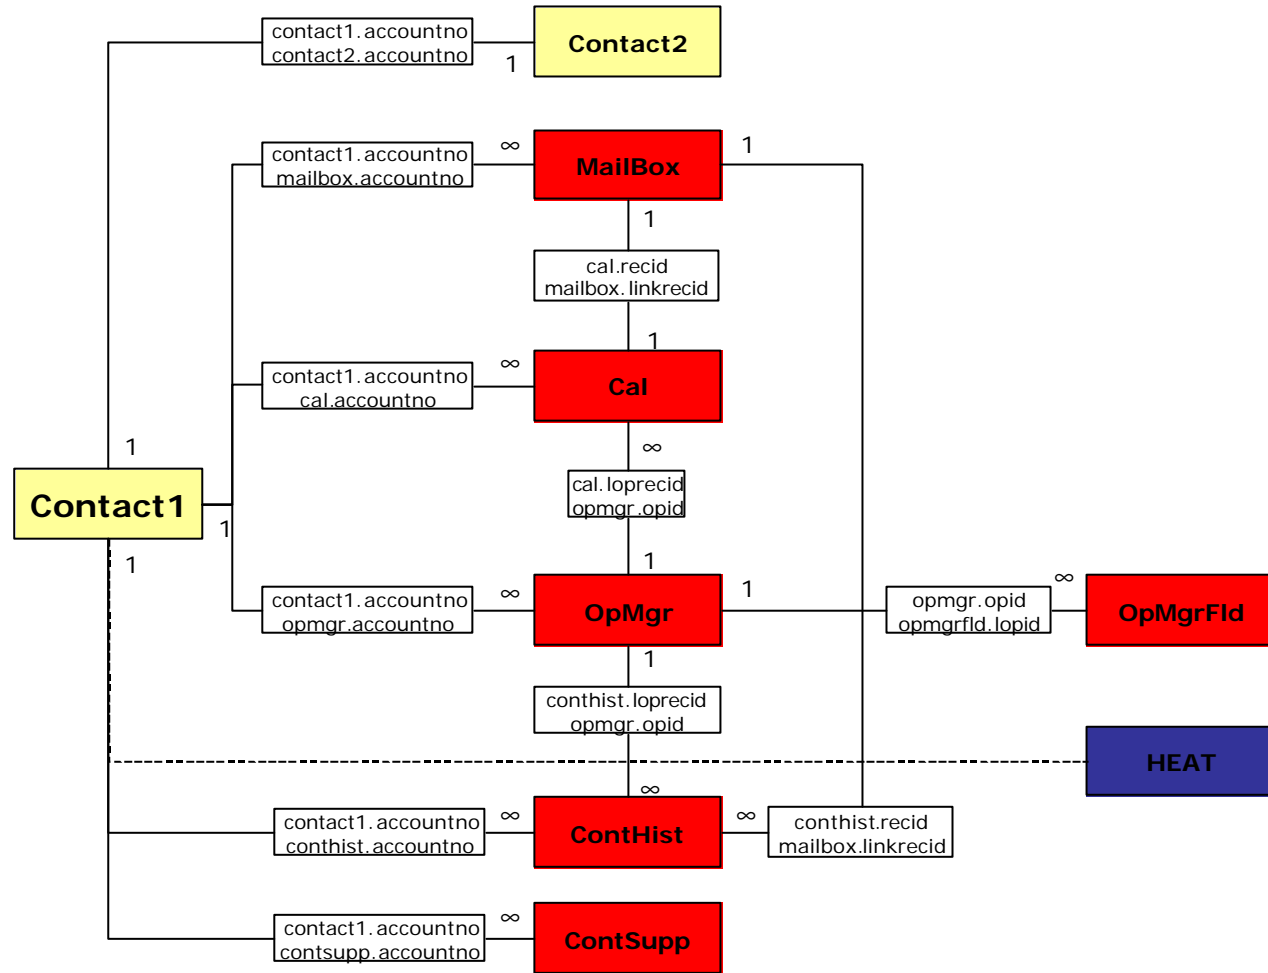 contact1.accountno
contact2.accountno
Contact2
1
contact1.accountno
mailbox.accountno
∞
MailBox
1
1
cal.recid
mailbox.linkrecid
1
contact1.accountno
cal.accountno
∞
Cal
∞
1
Contact1
1
1
cal.loprecid
opmgr.opid
1
contact1.accountno
opmgr.accountno
∞
OpMgr
1
opmgr.opid
opmgrfld.lopid
∞
OpMgrFld
1
conthist.loprecid
opmgr.opid
HEAT
∞
contact1.accountno
conthist.accountno
∞
ContHist
∞
conthist.recid
mailbox.linkrecid
contact1.accountno
contsupp.accountno
∞
ContSupp